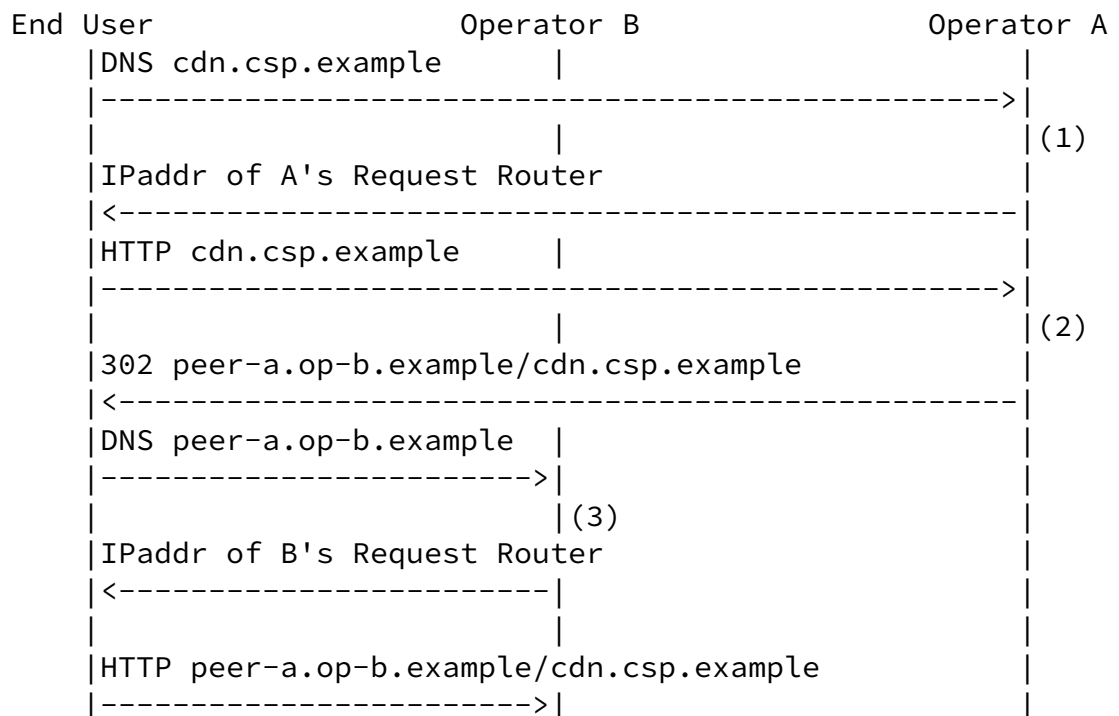 End User Operator B Operator A
|DNS cdn.csp.example | |
|-------------------------------------------------->|
| | |(1)
|IPaddr of A's Request Router |
|<--------------------------------------------------|
|HTTP cdn.csp.example | |
|-------------------------------------------------->|
| | |(2)
|302 peer-a.op-b.example/cdn.csp.example |
|<--------------------------------------------------|
|DNS peer-a.op-b.example | |
|------------------------>| |
| |(3) |
|IPaddr of B's Request Router |
|<------------------------| |
| | |
|HTTP peer-a.op-b.example/cdn.csp.example |
|------------------------>| |